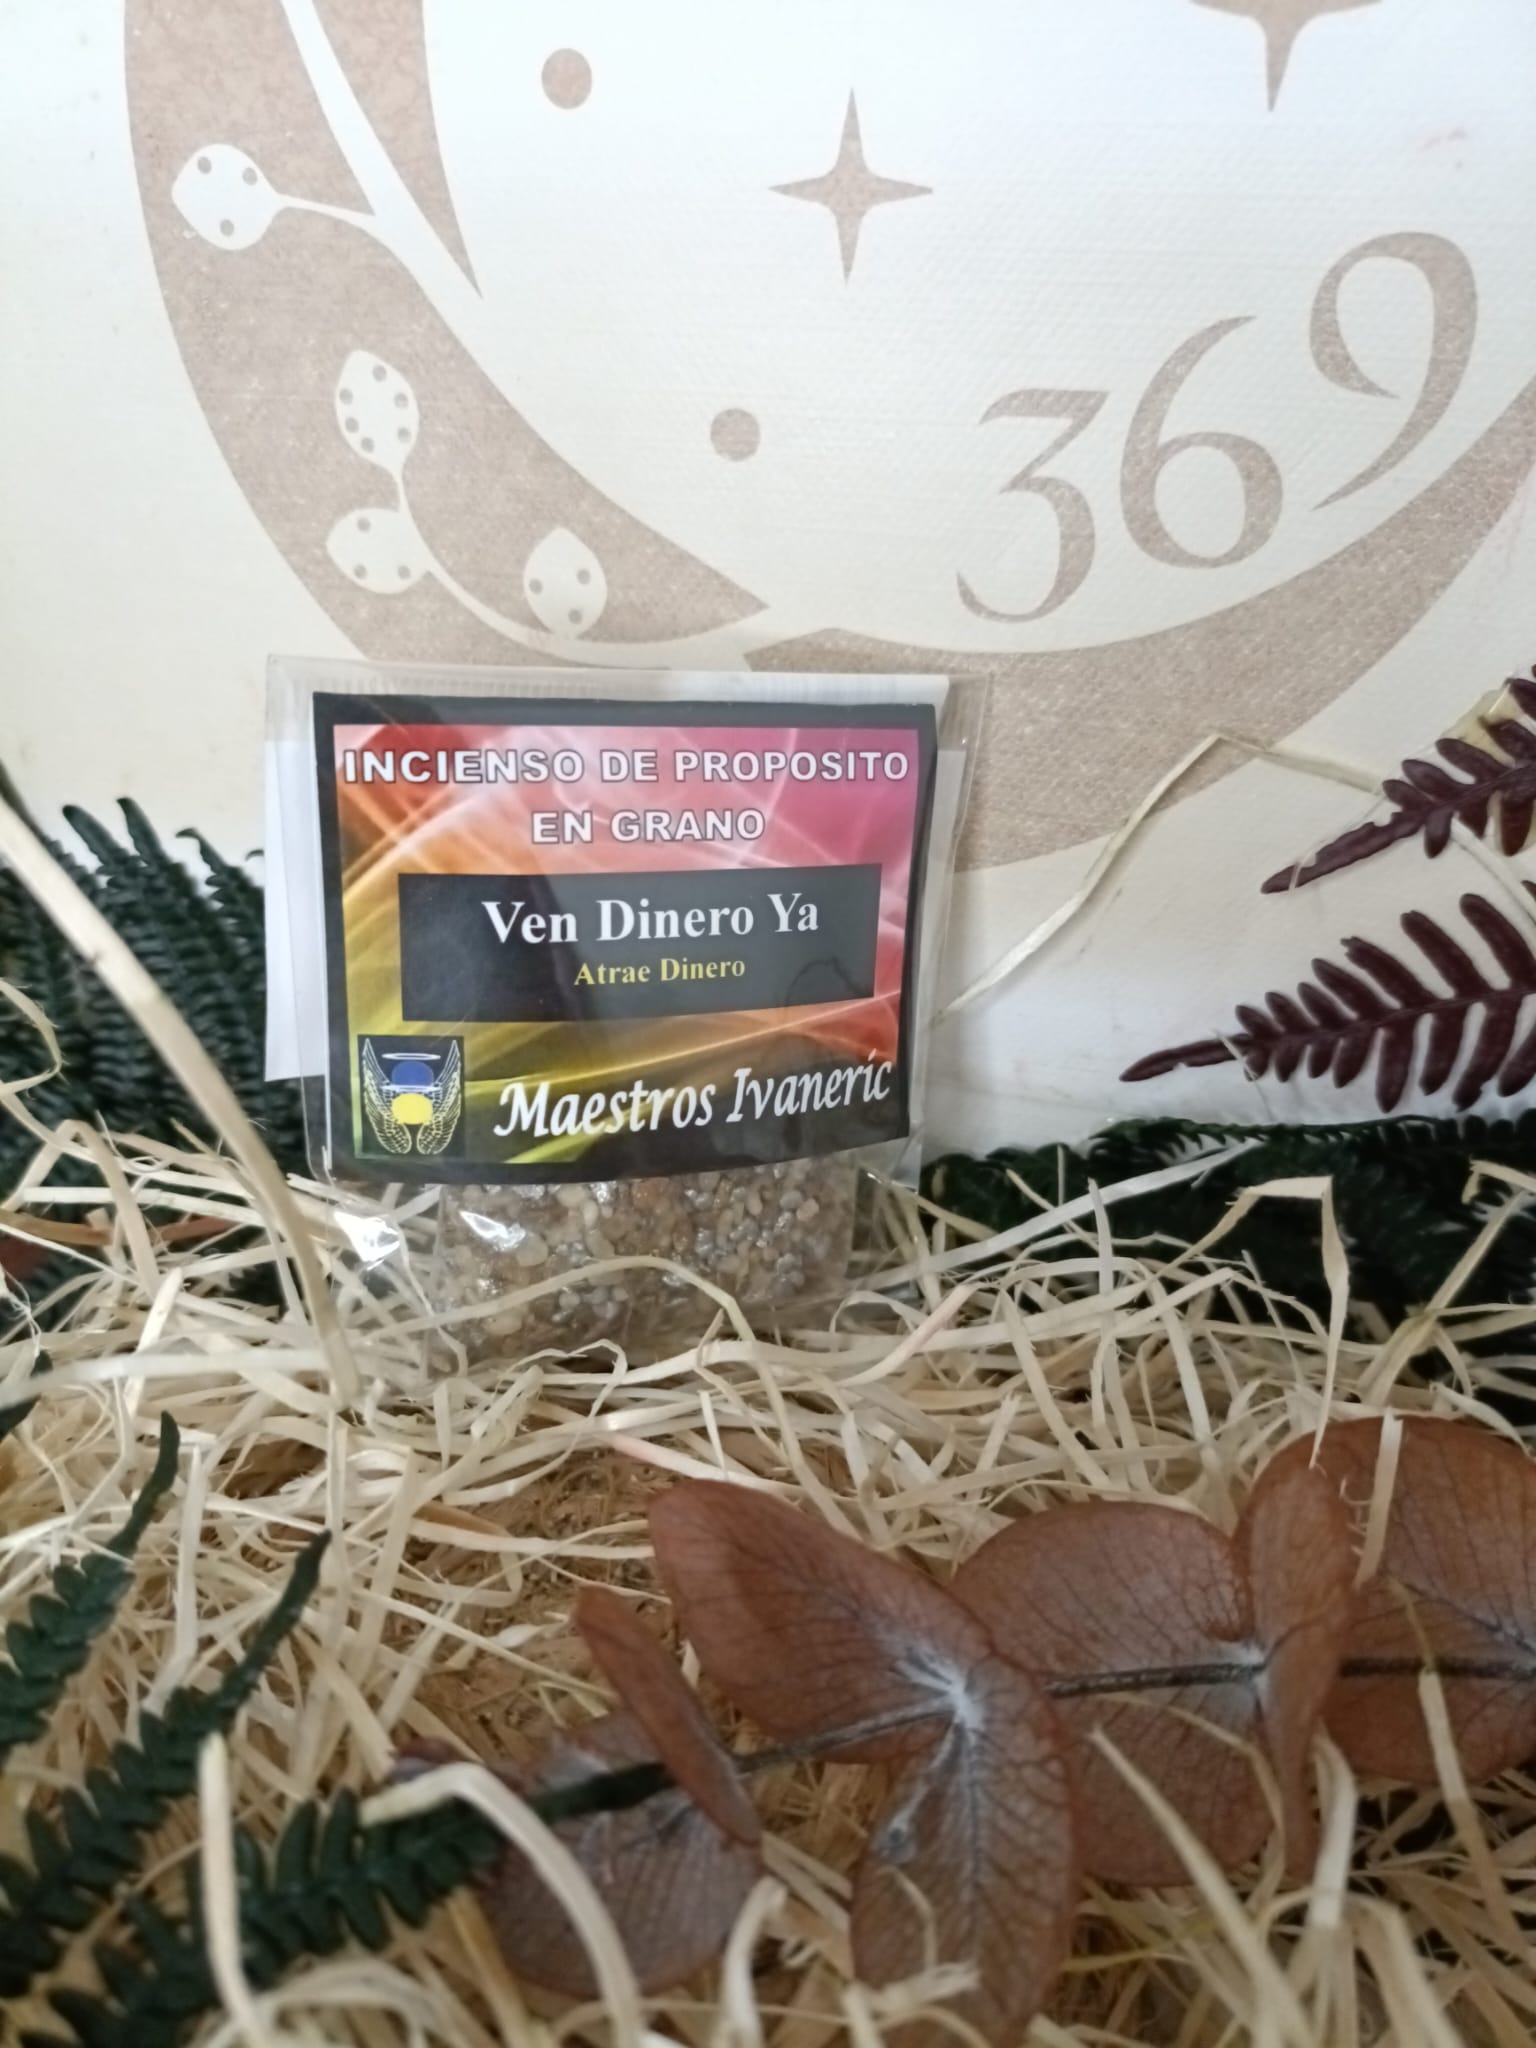 369
INCIENSO DE PROPOSITO
EN GRANO
Ven Dinero Ya
Atrae Dinero
Maestros Ivaneric